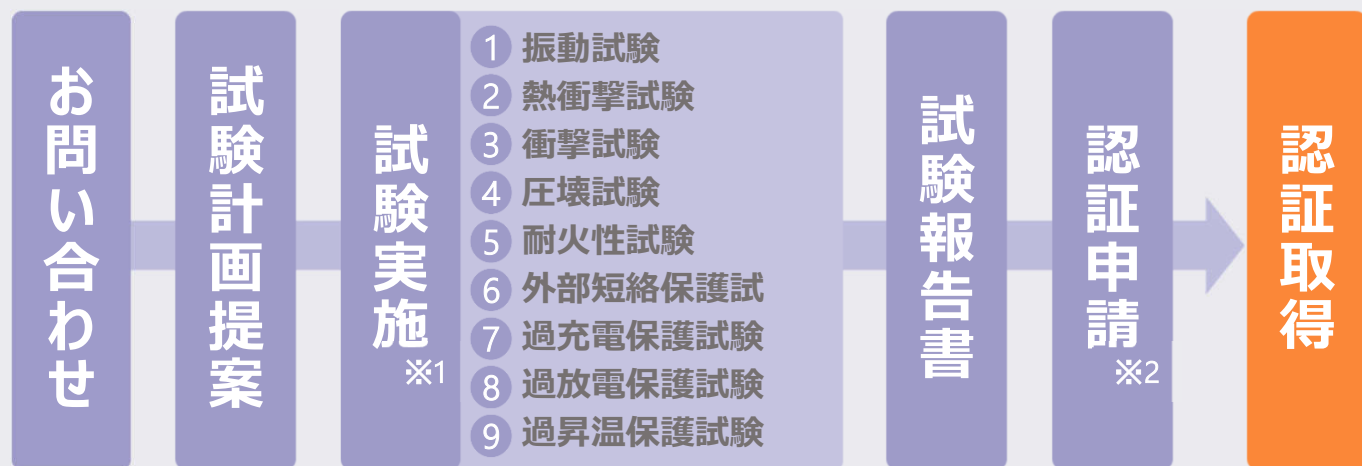 お問い合わせ
試験計画提案
試験実施
※1
1 振動試験
2 熱衝撃試験
3 衝撃試験
4 圧壊試験
5 耐火性試験
6 外部短絡保護試
7 過充電保護試験
8 過放電保護試験
9 過昇温保護試験
試験報告書
認証申請
※2
認証取得